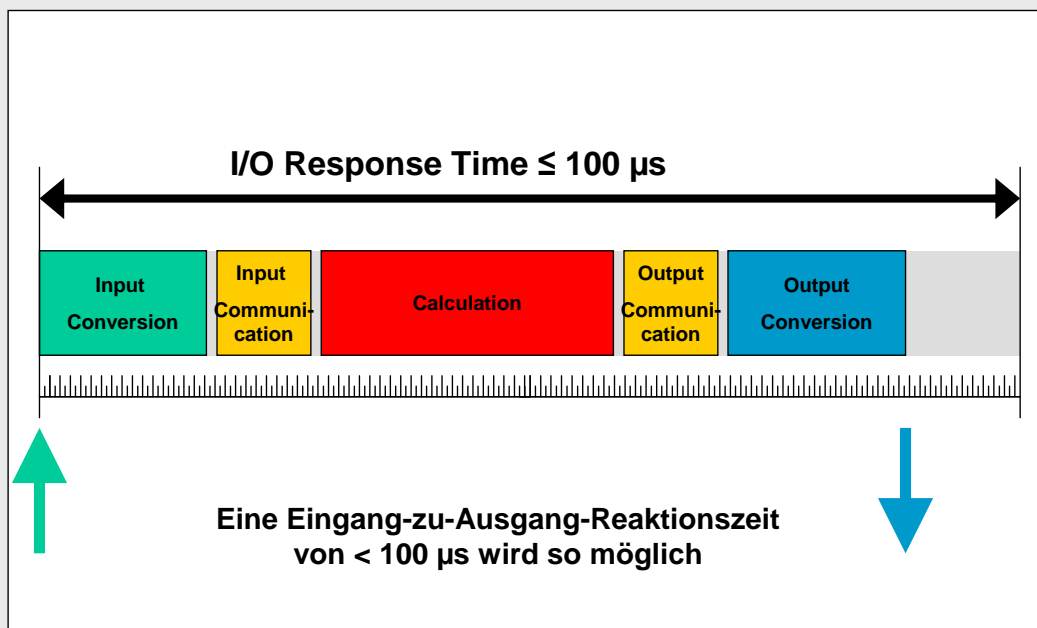 I/O Response Time ≤ 100 µs
Input
Conversion
Input
Communi-
cation
Calculation
Output
Communi-
cation
Output
Conversion
Eine Eingang-zu-Ausgang-Reaktionszeit
von < 100 µs wird so möglich